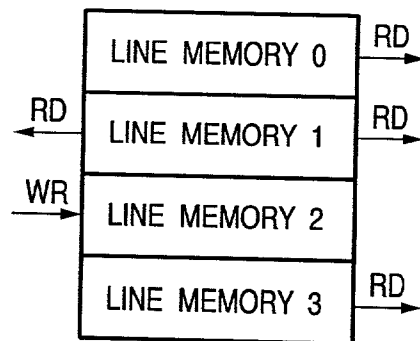 LINE MEMORY 0 RD
RD LINE MEMORY 1 RD
WR LINE MEMORY 2
LINE MEMORY 3 RD